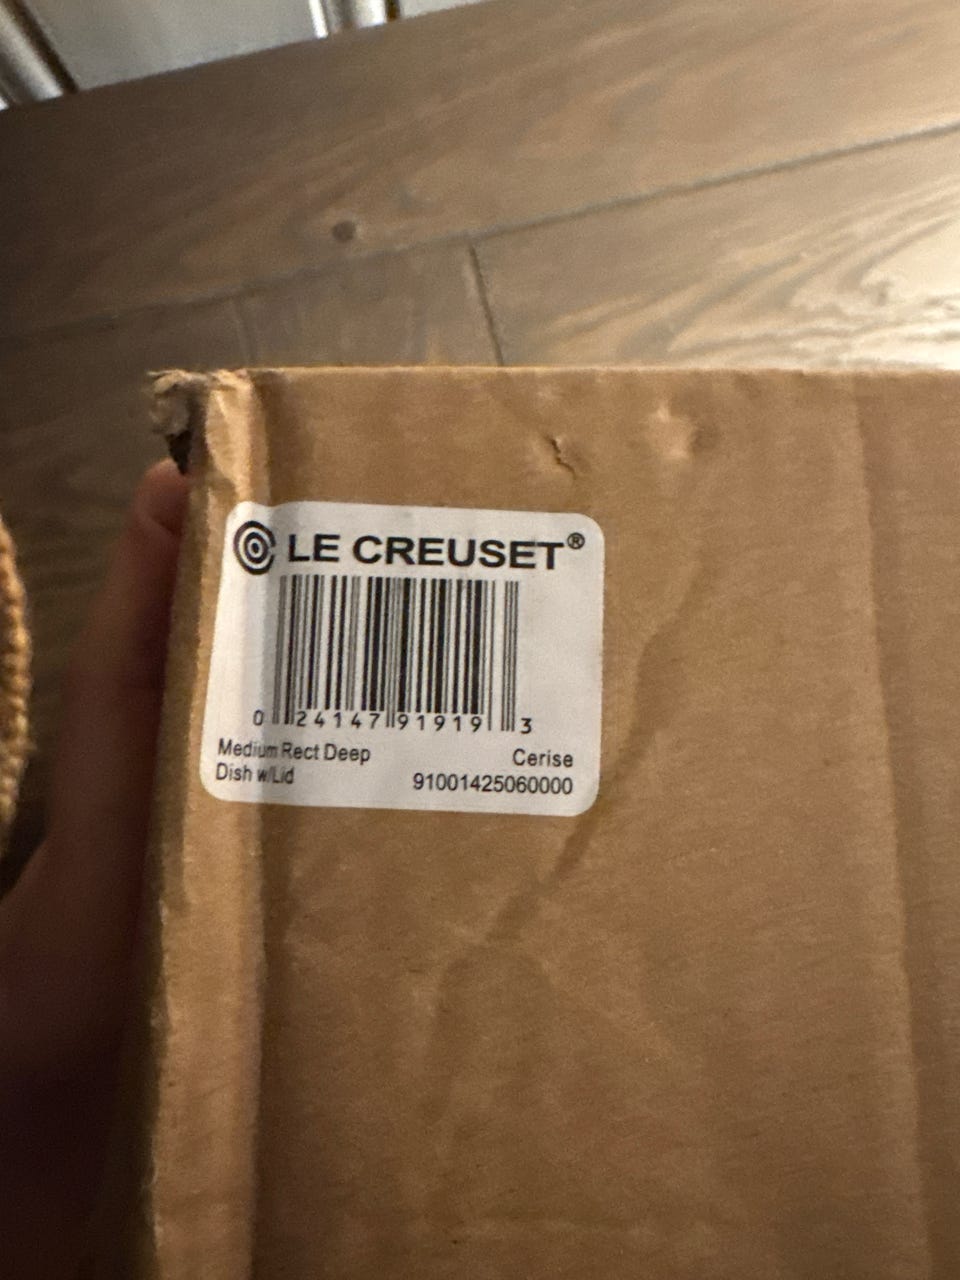 LE CREUSET®
0 24147 91919 3
Medium Rect Deep Cerise
Dish w/Lid 91001425060000